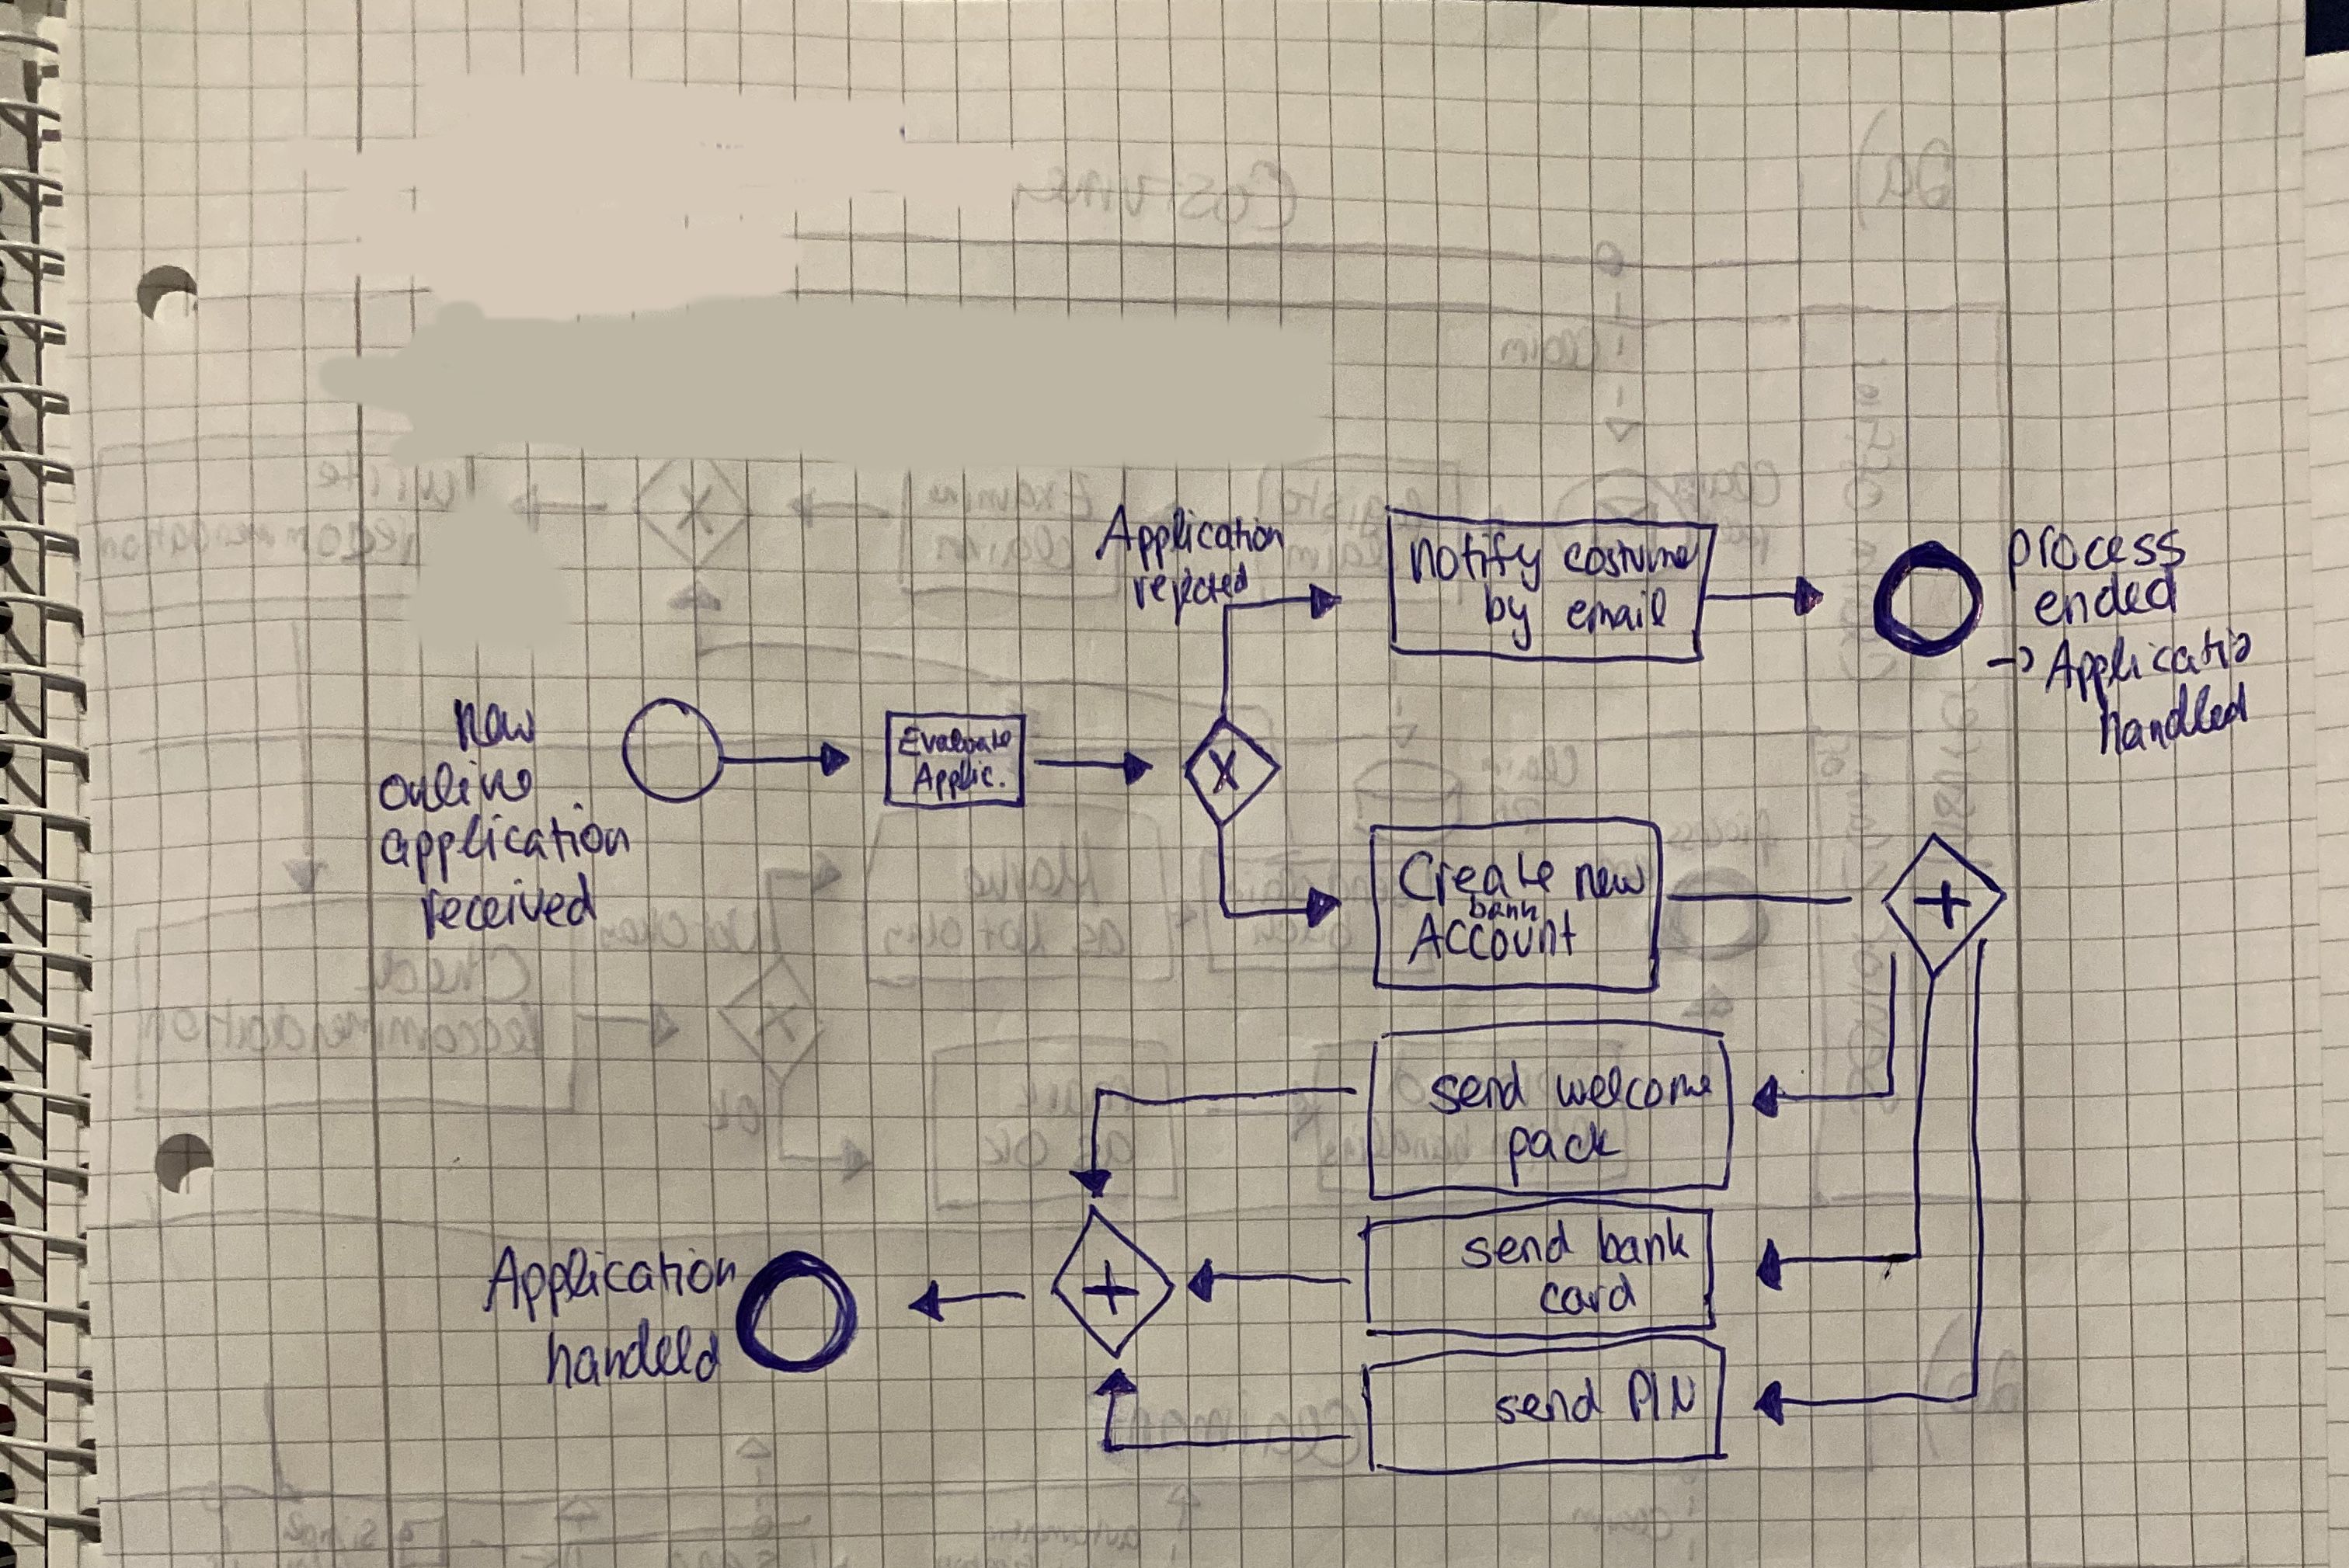 Application
rejected
notify costumer
by email
process
ended
-> Applicatio
handled
new
online
application
received
Evaluate
Applic.
X
Create new
bank
Account
+
send welcome
pack
send bank
card
send PIN
+
Application
handeld